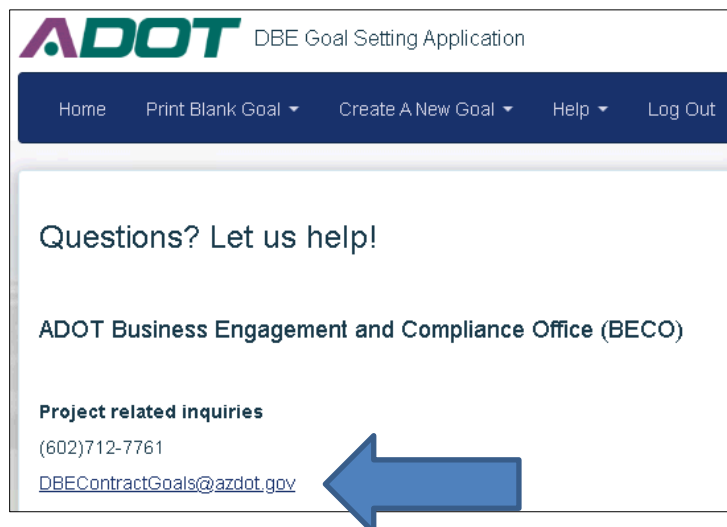 ADOT DBE Goal Setting Application
Home Print Blank Goal Create A New Goal Help Log Out
Questions? Let us help!
ADOT Business Engagement and Compliance Office (BECO)
Project related inquiries
(602)712-7761
DBEContractGoals@azdot.gov